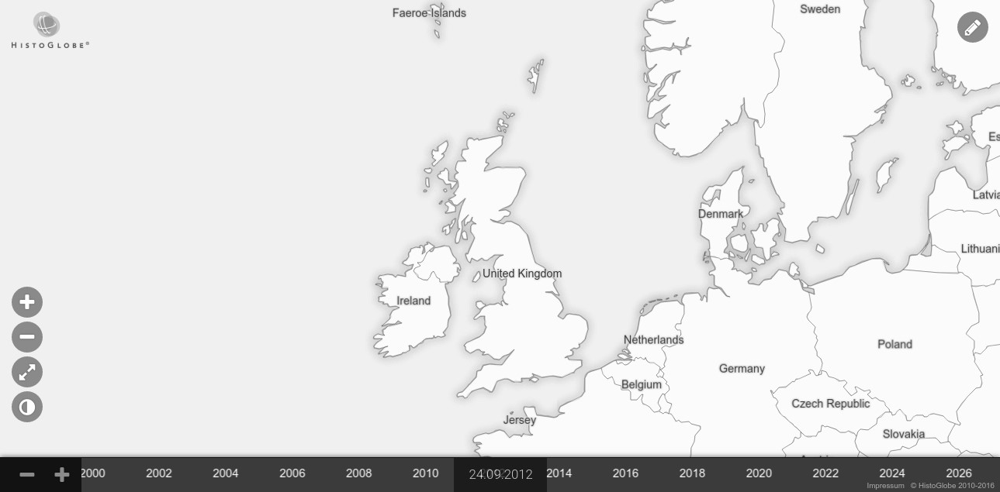 Faeroe Islands
Sweden
HISTOGLOBE®
Denmark
Latvia
Lithuani
Es
United Kingdom
Ireland
Netherlands
Poland
Germany
Belgium
Czech Republic
Jersey
Slovakia
2000 2002 2004 2006 2008 2010 24.09.2012 2014 2016 2018 2020 2022 2024 2026
Impressum © HistoGlobe 2010-2016